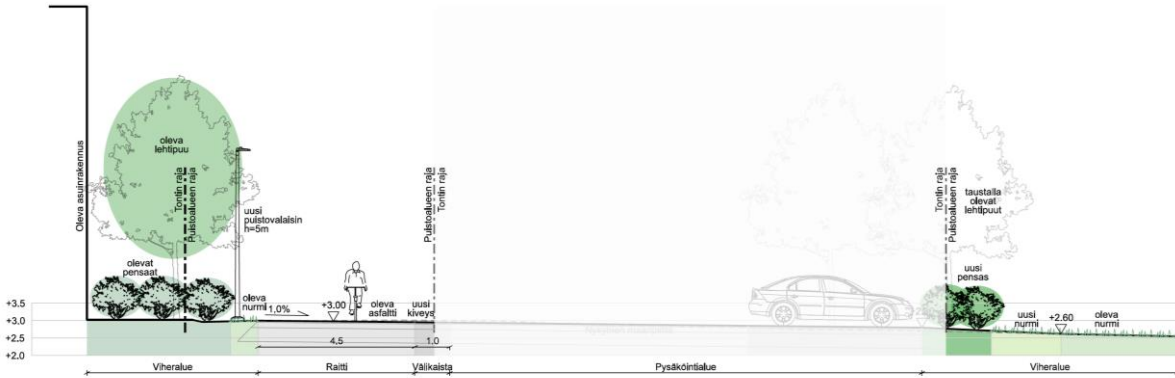 Oleva asuinrakennus
oleva
lehtipuu
Tontin raja
Puistoalueen raja
olevat
pensaat
uusi
puistovalaisin
h=5m
oleva
nurmi
1,0%
+3.00
oleva
asfaltti
uusi
kiveys
Puistoalueen raja
Tontin raja
Tontin raja
Puistoalueen raja
taustalla
olevat
lehtipuut
uusi
pensas
uusi
nurmi
+2.60
oleva
nurmi
+3.5
+3.0
+2.5
+2.0
4,5
1,0
Viheralue
Raitti
Välikaista
Pysäköintialue
Viheralue